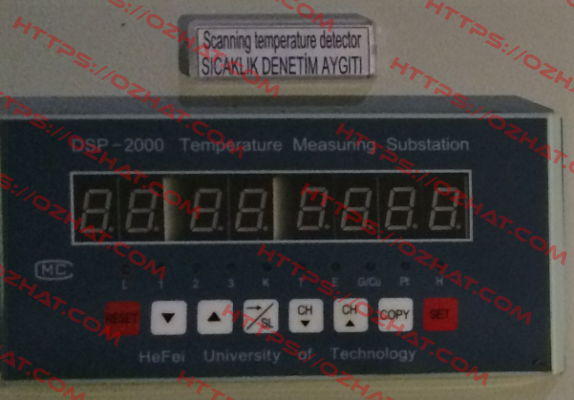 Scanning temperature detector
SICAKLIK DENETİM AYGITI
DSP-2000 Temperature Measuring Substation
MC
L 1 2 3 K T E G/Cu Pt H
RESET ▼ ▲ →/SL CH▼ CH▲ COPY SET
HeFei University of Technology
HTTPS://OZHAT.COM